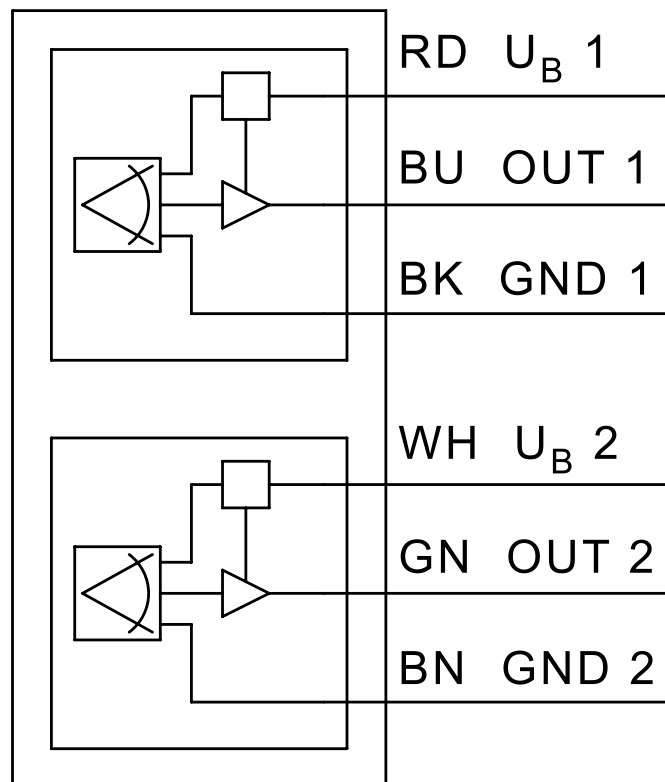 RD U_B 1
BU OUT 1
BK GND 1
WH U_B 2
GN OUT 2
BN GND 2